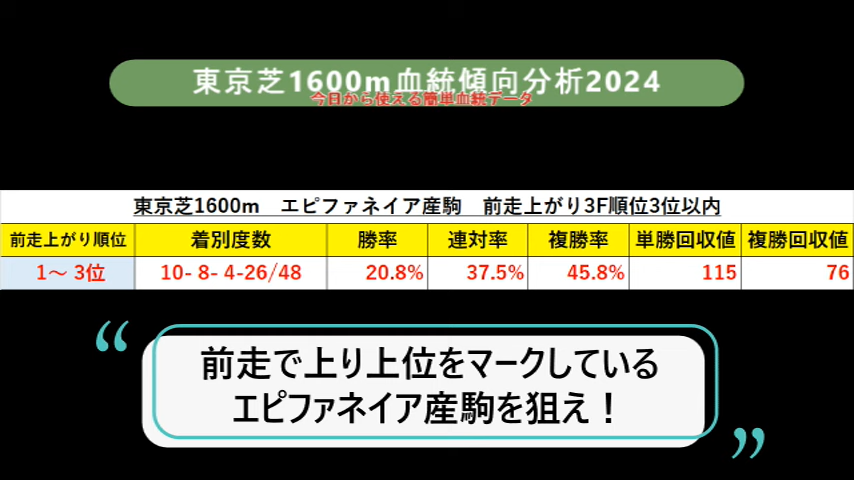 東京芝1600m血統傾向分析2024
今日から使える簡単血統データ
東京芝1600m エピファネイア産駒 前走上がり3F順位3位以内
前走上がり順位 着別度数 勝率 連対率 複勝率 単勝回収値 複勝回収値
1～ 3位 10- 8- 4-26/48 20.8% 37.5% 45.8% 115 76
“前走で上り上位をマークしている
エピファネイア産駒を狙え！”